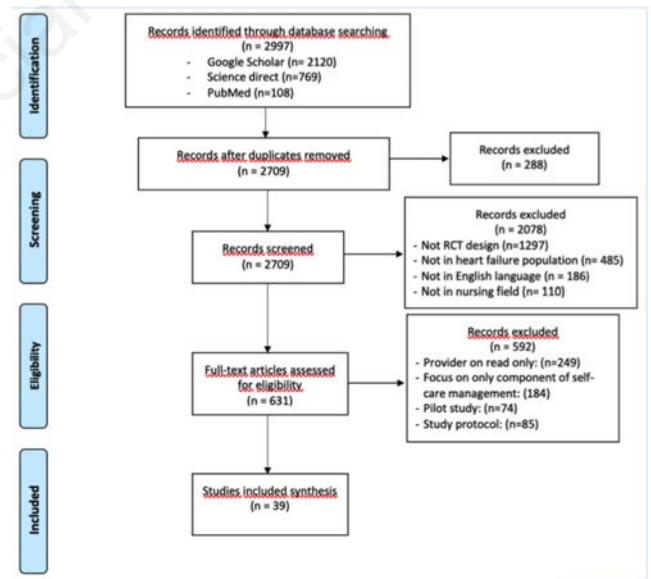 Identification
Records identified through database searching
(n = 2997)
- Google Scholar (n= 2120)
- Science direct (n=769)
- PubMed (n=108)
Records after duplicates removed
(n = 2709)
Records excluded
(n = 288)
Screening
Records screened
(n = 2709)
Records excluded
(n = 2078)
- Not RCT design (n=1297)
- Not in heart failure population (n= 485)
- Not in English language (n = 186)
- Not in nursing field (n= 110)
Eligibility
Full-text articles assessed
for eligibility
(n = 631)
Records excluded
(n = 592)
- Provider on read only: (n=249)
- Focus on only component of self-
care management: (184)
- Pilot study: (n=74)
- Study protocol: (n=85)
Included
Studies included synthesis
(n = 39)